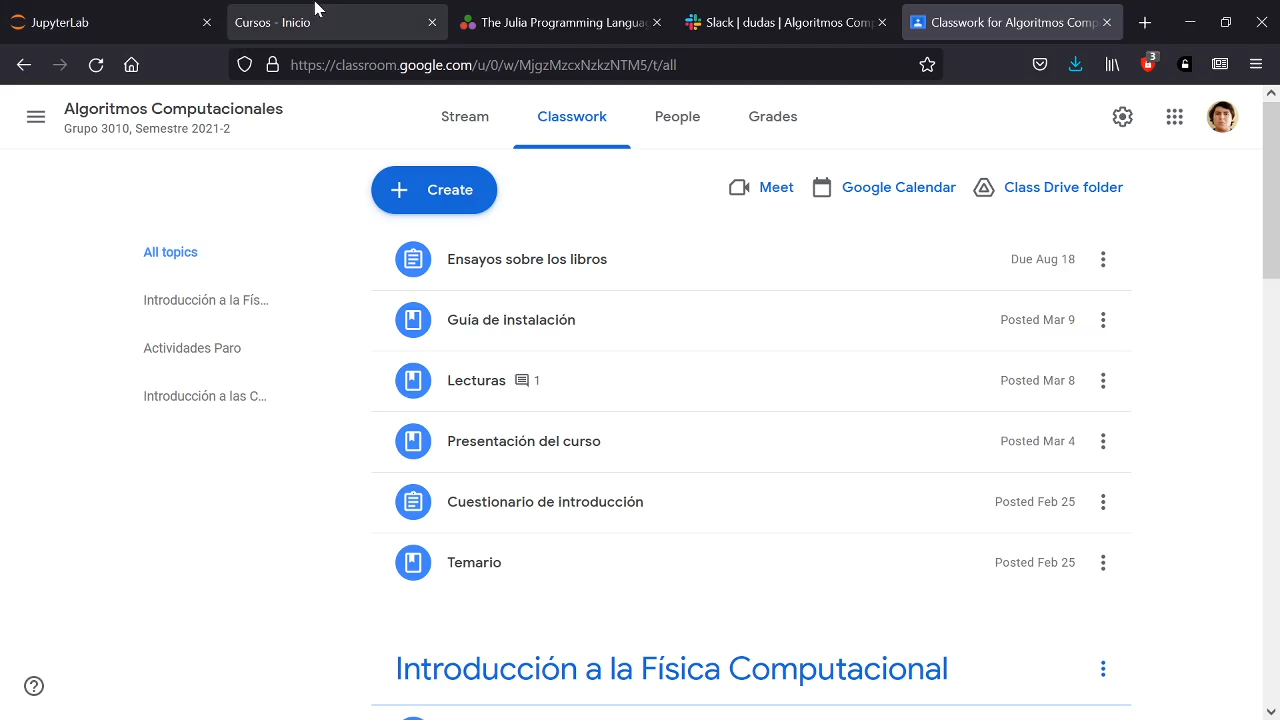 JupyterLab
Cursos - Inicio
The Julia Programming Langua
Slack | dudas | Algoritmos Comp
Classwork for Algoritmos Comp
https://classroom.google.com/u/0/w/MjgzMzcxNzkzNTM5/t/all
3
Algoritmos Computacionales
Grupo 3010, Semestre 2021-2
Stream
Classwork
People
Grades
Create
Meet
Google Calendar
Class Drive folder
All topics
Introducción a la Fís...
Actividades Paro
Introducción a las C...
Ensayos sobre los libros
Due Aug 18
Guía de instalación
Posted Mar 9
Lecturas 1
Posted Mar 8
Presentación del curso
Posted Mar 4
Cuestionario de introducción
Posted Feb 25
Temario
Posted Feb 25
Introducción a la Física Computacional